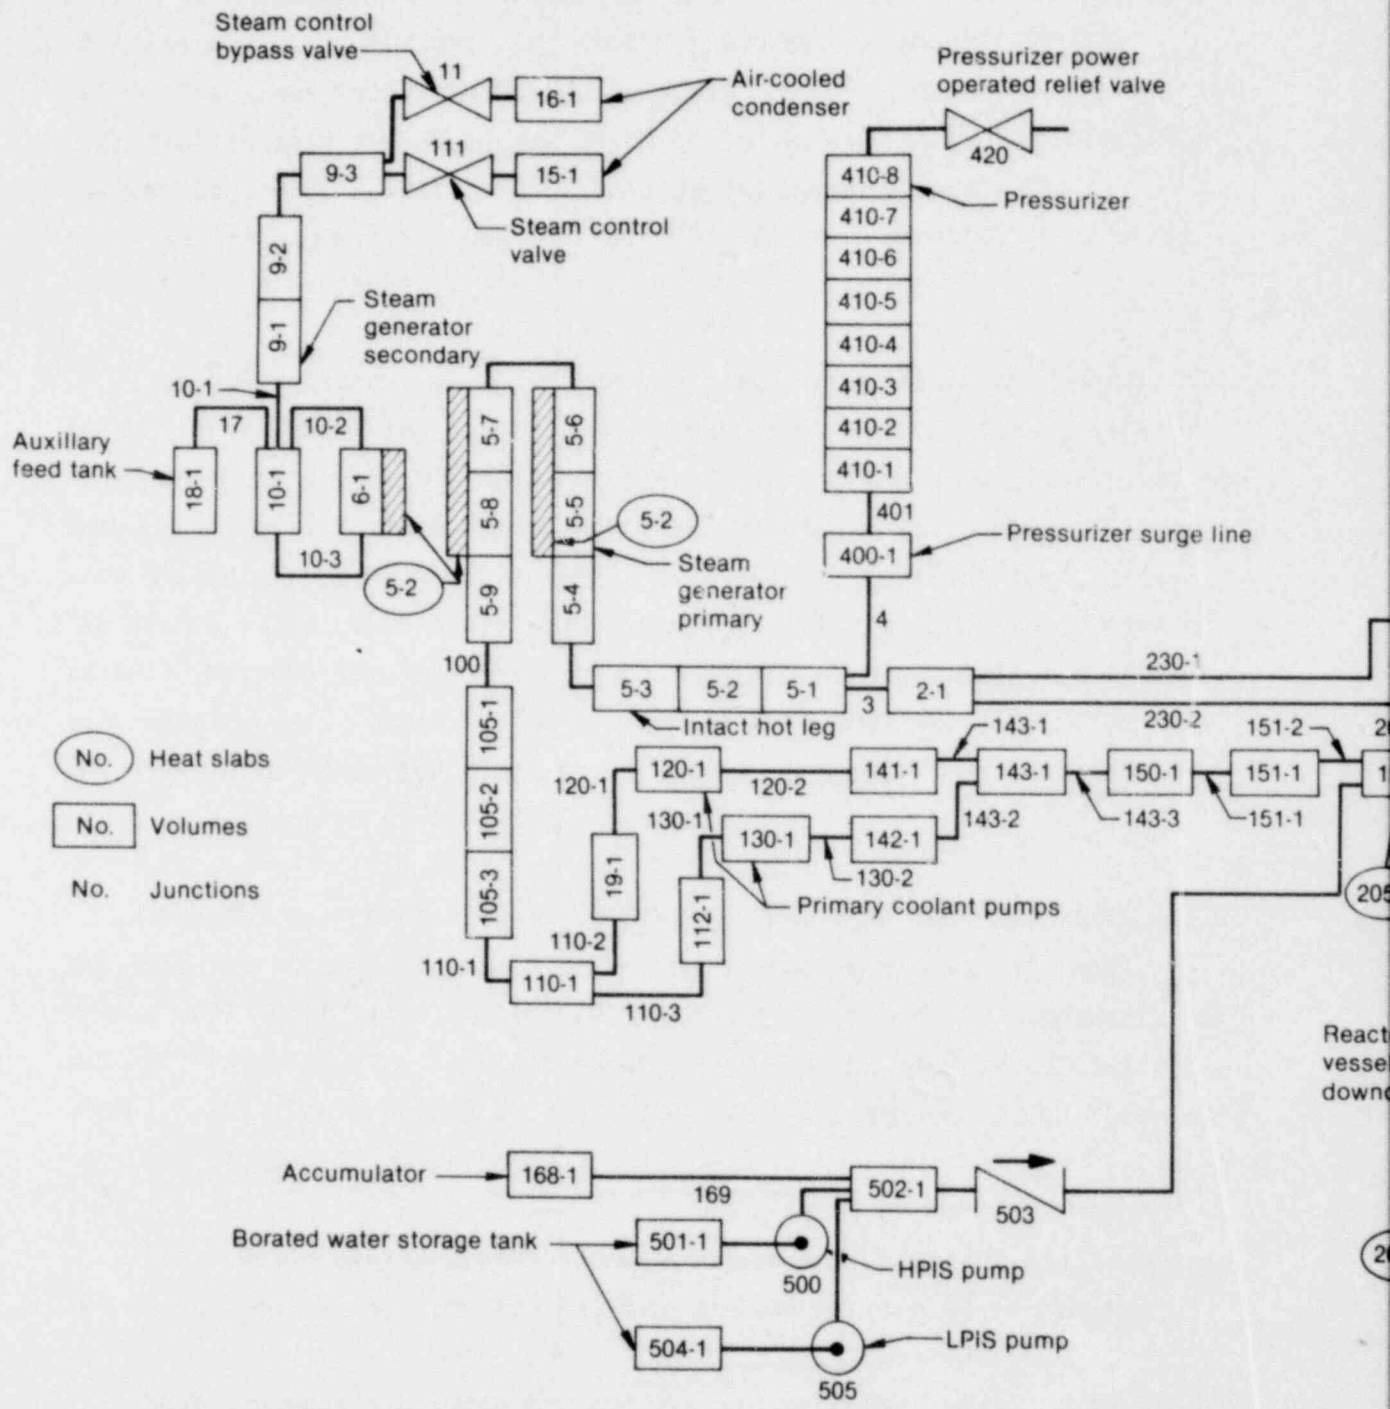 Steam control
bypass valve
11
16-1
Air-cooled
condenser
111
9-3
15-1
Steam control
valve
Pressurizer power
operated relief valve
420
410-8
410-7
410-6
410-5
410-4
410-3
410-2
410-1
Pressurizer
401
400-1
Pressurizer surge line
4
9-2
9-1
Steam
generator
secondary
10-1
17
10-2
Auxillary
feed tank
18-1
10-1
6-1
10-3
5-2
5-7
5-8
5-9
5-6
5-5
5-4
5-2
Steam
generator
primary
100
5-3
5-2
5-1
3
2-1
230-1
230-2
Intact hot leg
105-1
105-2
105-3
No.
Heat slabs
No.
Volumes
No.
Junctions
120-1
120-1
120-2
141-1
143-1
143-1
150-1
151-2
151-1
130-1
130-1
142-1
143-2
143-3
151-1
130-2
19-1
112-1
Primary coolant pumps
110-2
110-1
110-1
110-3
205
React
vesse
downc
Accumulator
168-1
169
502-1
503
Borated water storage tank
501-1
500
HPIS pump
504-1
505
LPIS pump